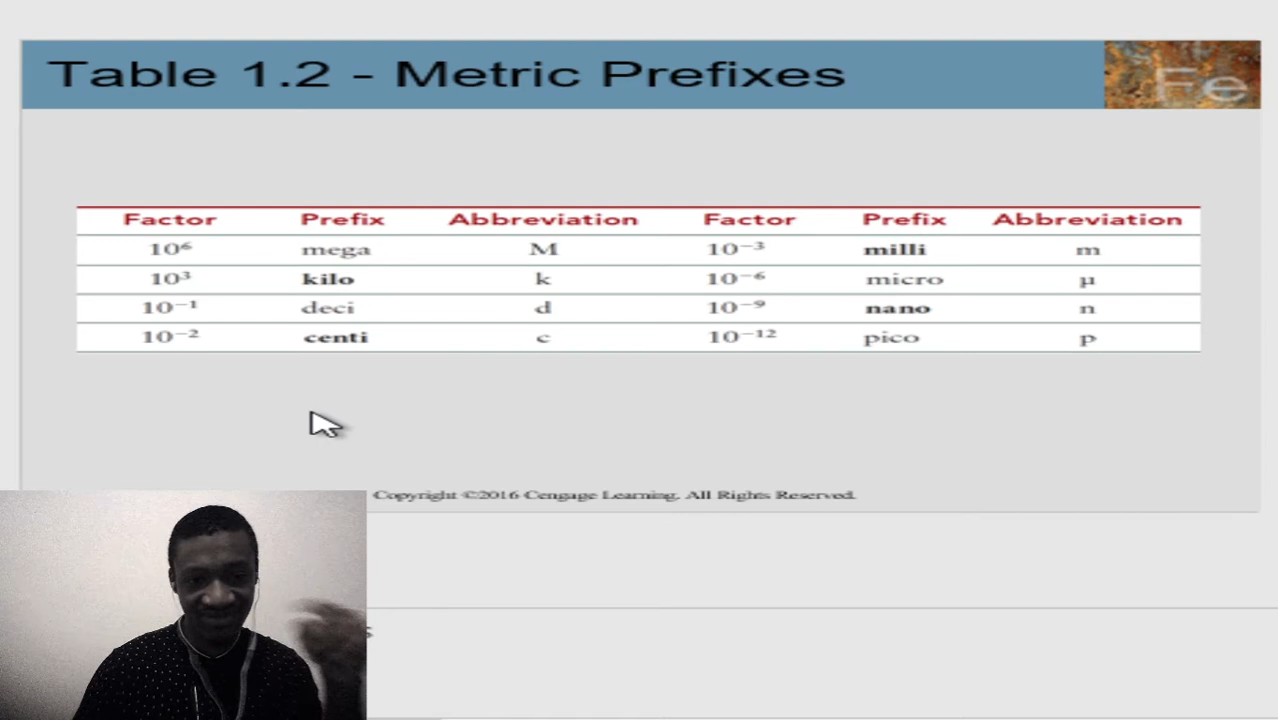 Table 1.2 - Metric Prefixes
Fe
Factor Prefix Abbreviation Factor Prefix Abbreviation
10⁶ mega M 10⁻³ milli m
10³ kilo k 10⁻⁶ micro µ
10⁻¹ deci d 10⁻⁹ nano n
10⁻² centi c 10⁻¹² pico p
Copyright ©2016 Cengage Learning. All Rights Reserved.